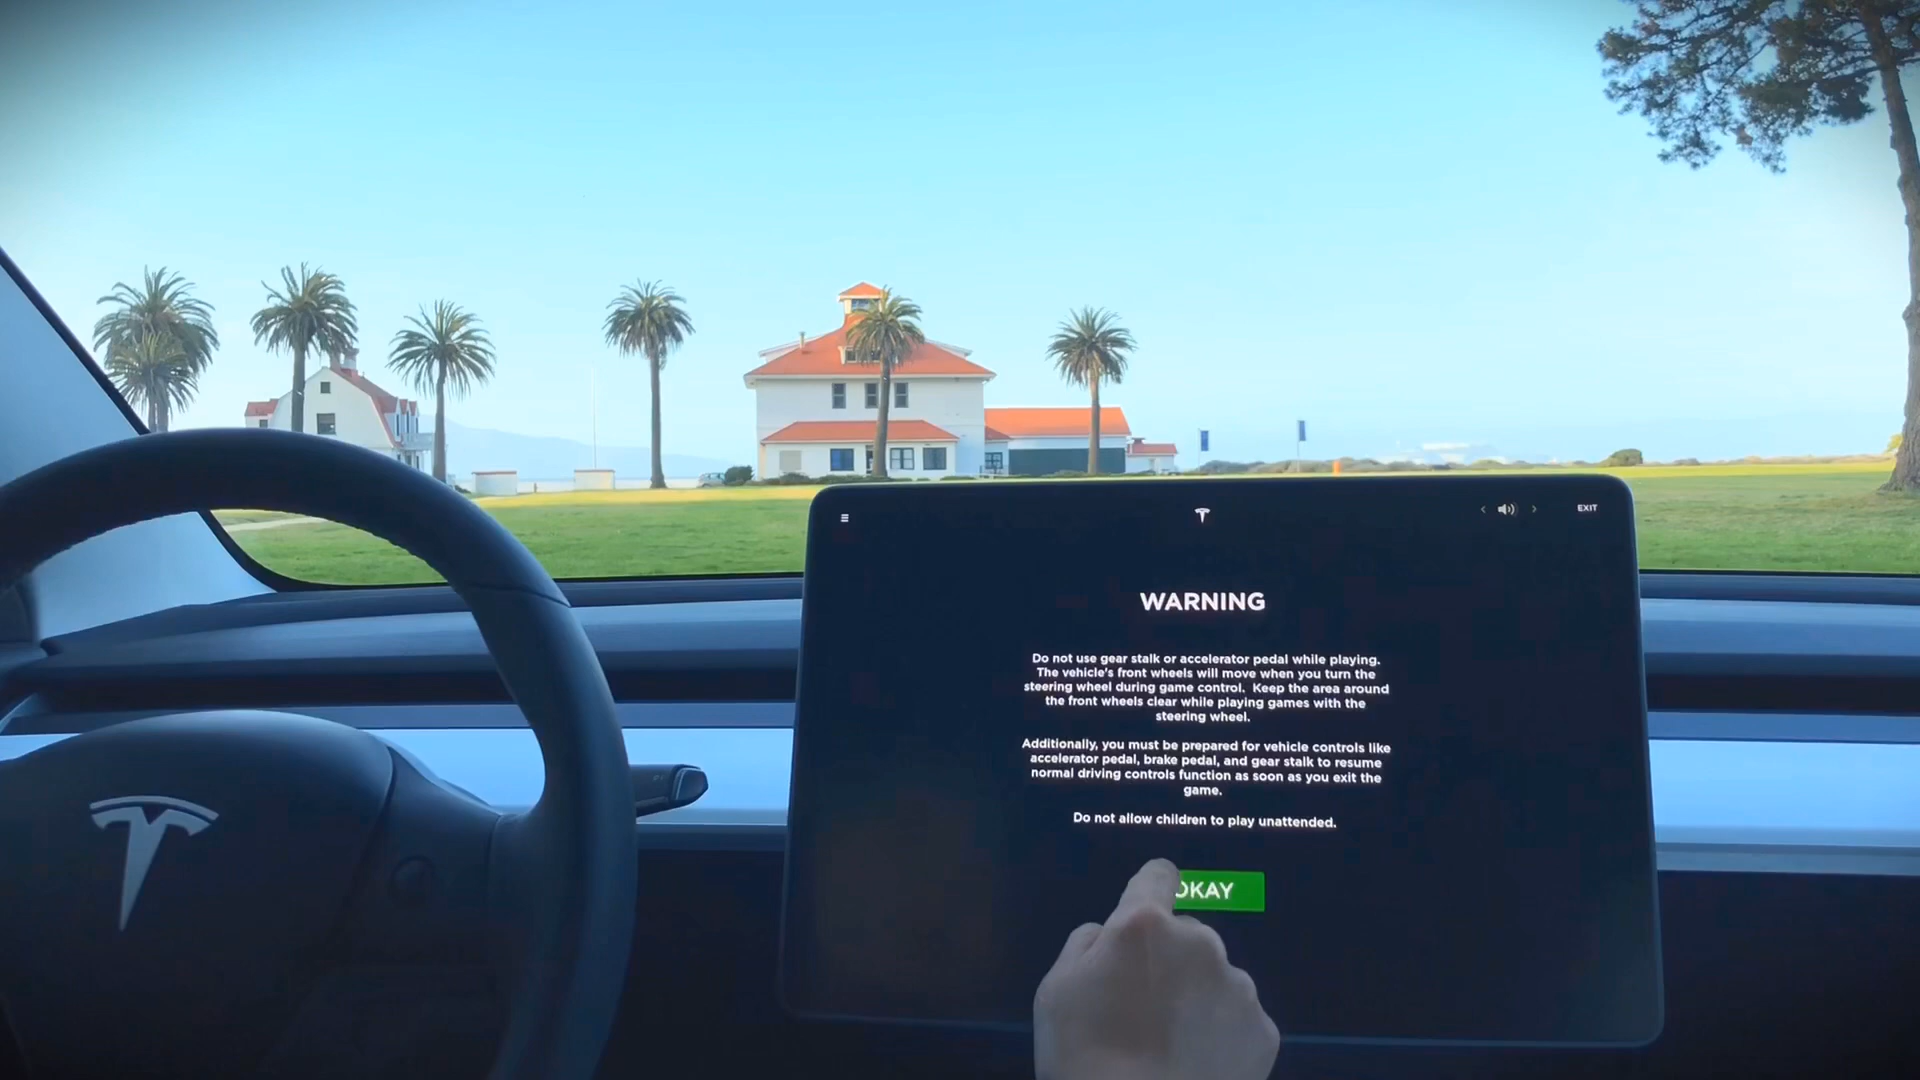 EXIT
WARNING
Do not use gear stalk or accelerator pedal while playing.
The vehicle's front wheels will move when you turn the
steering wheel during game control.  Keep the area around
the front wheels clear while playing games with the
steering wheel.
Additionally, you must be prepared for vehicle controls like
accelerator pedal, brake pedal, and gear stalk to resume
normal driving controls function as soon as you exit the
game.
Do not allow children to play unattended.
OKAY